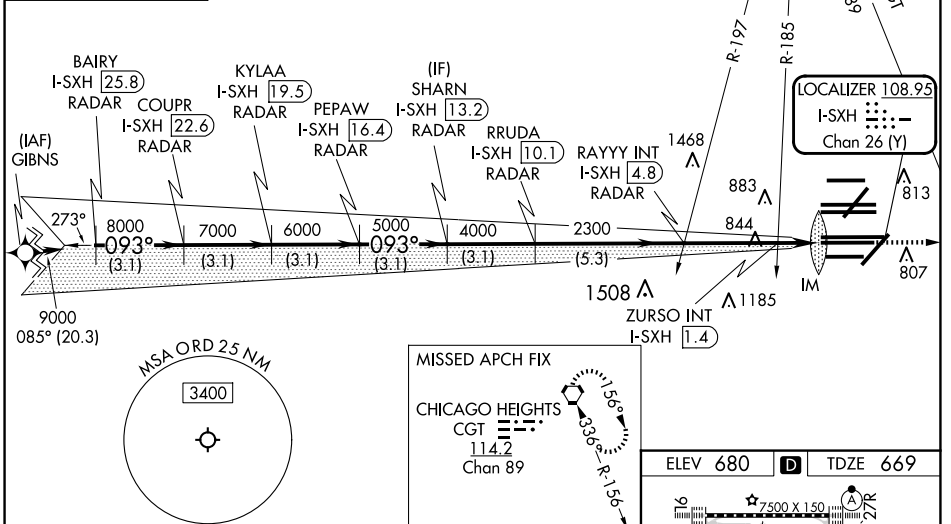 R-197
R-185
BAIRY
I-SXH 25.8
RADAR
COUPR
I-SXH 22.6
RADAR
KYLAA
I-SXH 19.5
RADAR
PEPAW
I-SXH 16.4
RADAR
(IF)
SHARN
I-SXH 13.2
RADAR
RRUDA
I-SXH 10.1
RADAR
RAYYY INT
I-SXH 4.8
RADAR
LOCALIZER 108.95
I-SXH
Chan 26 (Y)
(IAF)
GIBNS
1468
883
844
813
807
273°
8000
093°
(3.1)
7000
(3.1)
6000
(3.1)
5000
093°
(3.1)
4000
(3.1)
2300
(5.3)
IM
1508
1185
ZURSO INT
I-SXH 1.4
9000
085° (20.3)
MSA ORD 25 NM
3400
MISSED APCH FIX
CHICAGO HEIGHTS
CGT
114.2
Chan 89
156°
336°
R-156
ELEV 680
D
TDZE 669
9L
7500 X 150
A
27R